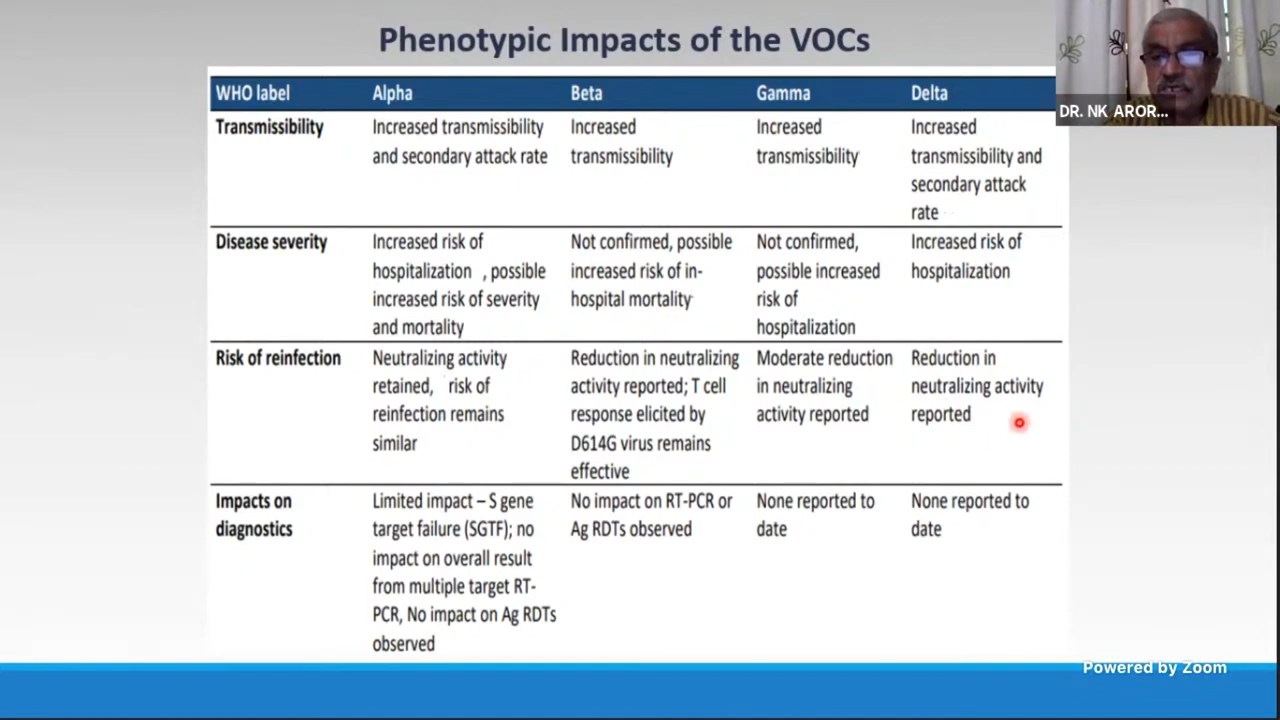 Phenotypic Impacts of the VOCs
DR. NK AROR...
WHO label Alpha Beta Gamma Delta
Transmissibility
Increased transmissibility
and secondary attack rate
Increased
transmissibility
Increased
transmissibility
Increased
transmissibility and
secondary attack
rate
Disease severity
Increased risk of
hospitalization , possible
increased risk of severity
and mortality
Not confirmed, possible
increased risk of in-
hospital mortality
Not confirmed,
possible increased
risk of
hospitalization
Increased risk of
hospitalization
Risk of reinfection
Neutralizing activity
retained, risk of
reinfection remains
similar
Reduction in neutralizing
activity reported; T cell
response elicited by
D614G virus remains
effective
Moderate reduction
in neutralizing
activity reported
Reduction in
neutralizing activity
reported
Impacts on
diagnostics
Limited impact – S gene
target failure (SGTF); no
impact on overall result
from multiple target RT-
PCR, No impact on Ag RDTs
observed
No impact on RT-PCR or
Ag RDTs observed
None reported to
date
None reported to
date
Powered by Zoom